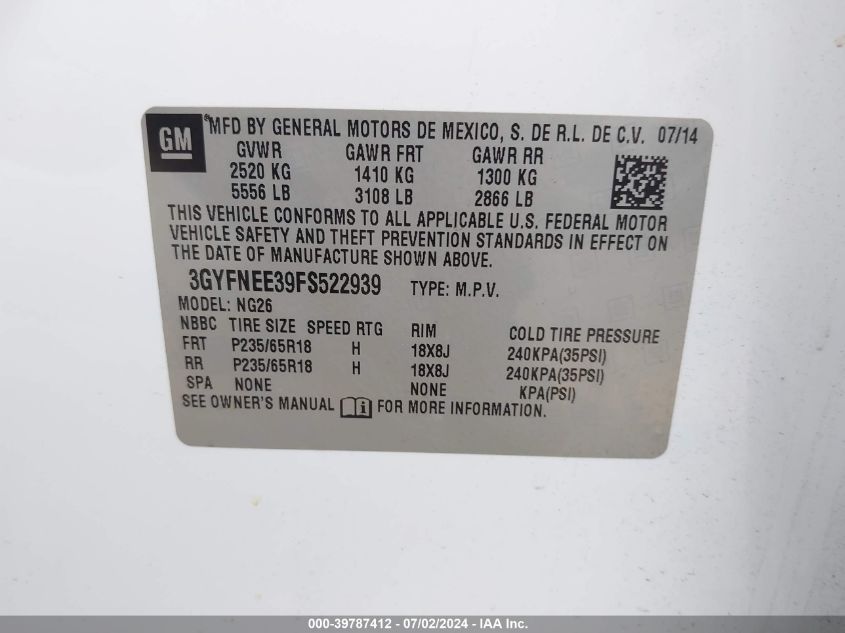 GM
MFD BY GENERAL MOTORS DE MEXICO, S. DE R.L. DE C.V. 07/14
GVWR GAWR FRT GAWR RR
2520 KG 1410 KG 1300 KG
5556 LB 3108 LB 2866 LB
THIS VEHICLE CONFORMS TO ALL APPLICABLE U.S. FEDERAL MOTOR
VEHICLE SAFETY AND THEFT PREVENTION STANDARDS IN EFFECT ON
THE DATE OF MANUFACTURE SHOWN ABOVE.
3GYFNEE39FS522939 TYPE: M.P.V.
MODEL: NG26
NBBC TIRE SIZE SPEED RTG RIM COLD TIRE PRESSURE
FRT P235/65R18 H 18X8J 240KPA(35PSI)
RR P235/65R18 H 18X8J 240KPA(35PSI)
SPA NONE NONE KPA(PSI)
SEE OWNER'S MANUAL i FOR MORE INFORMATION.
000-39787412 - 07/02/2024 - IAAI Inc.